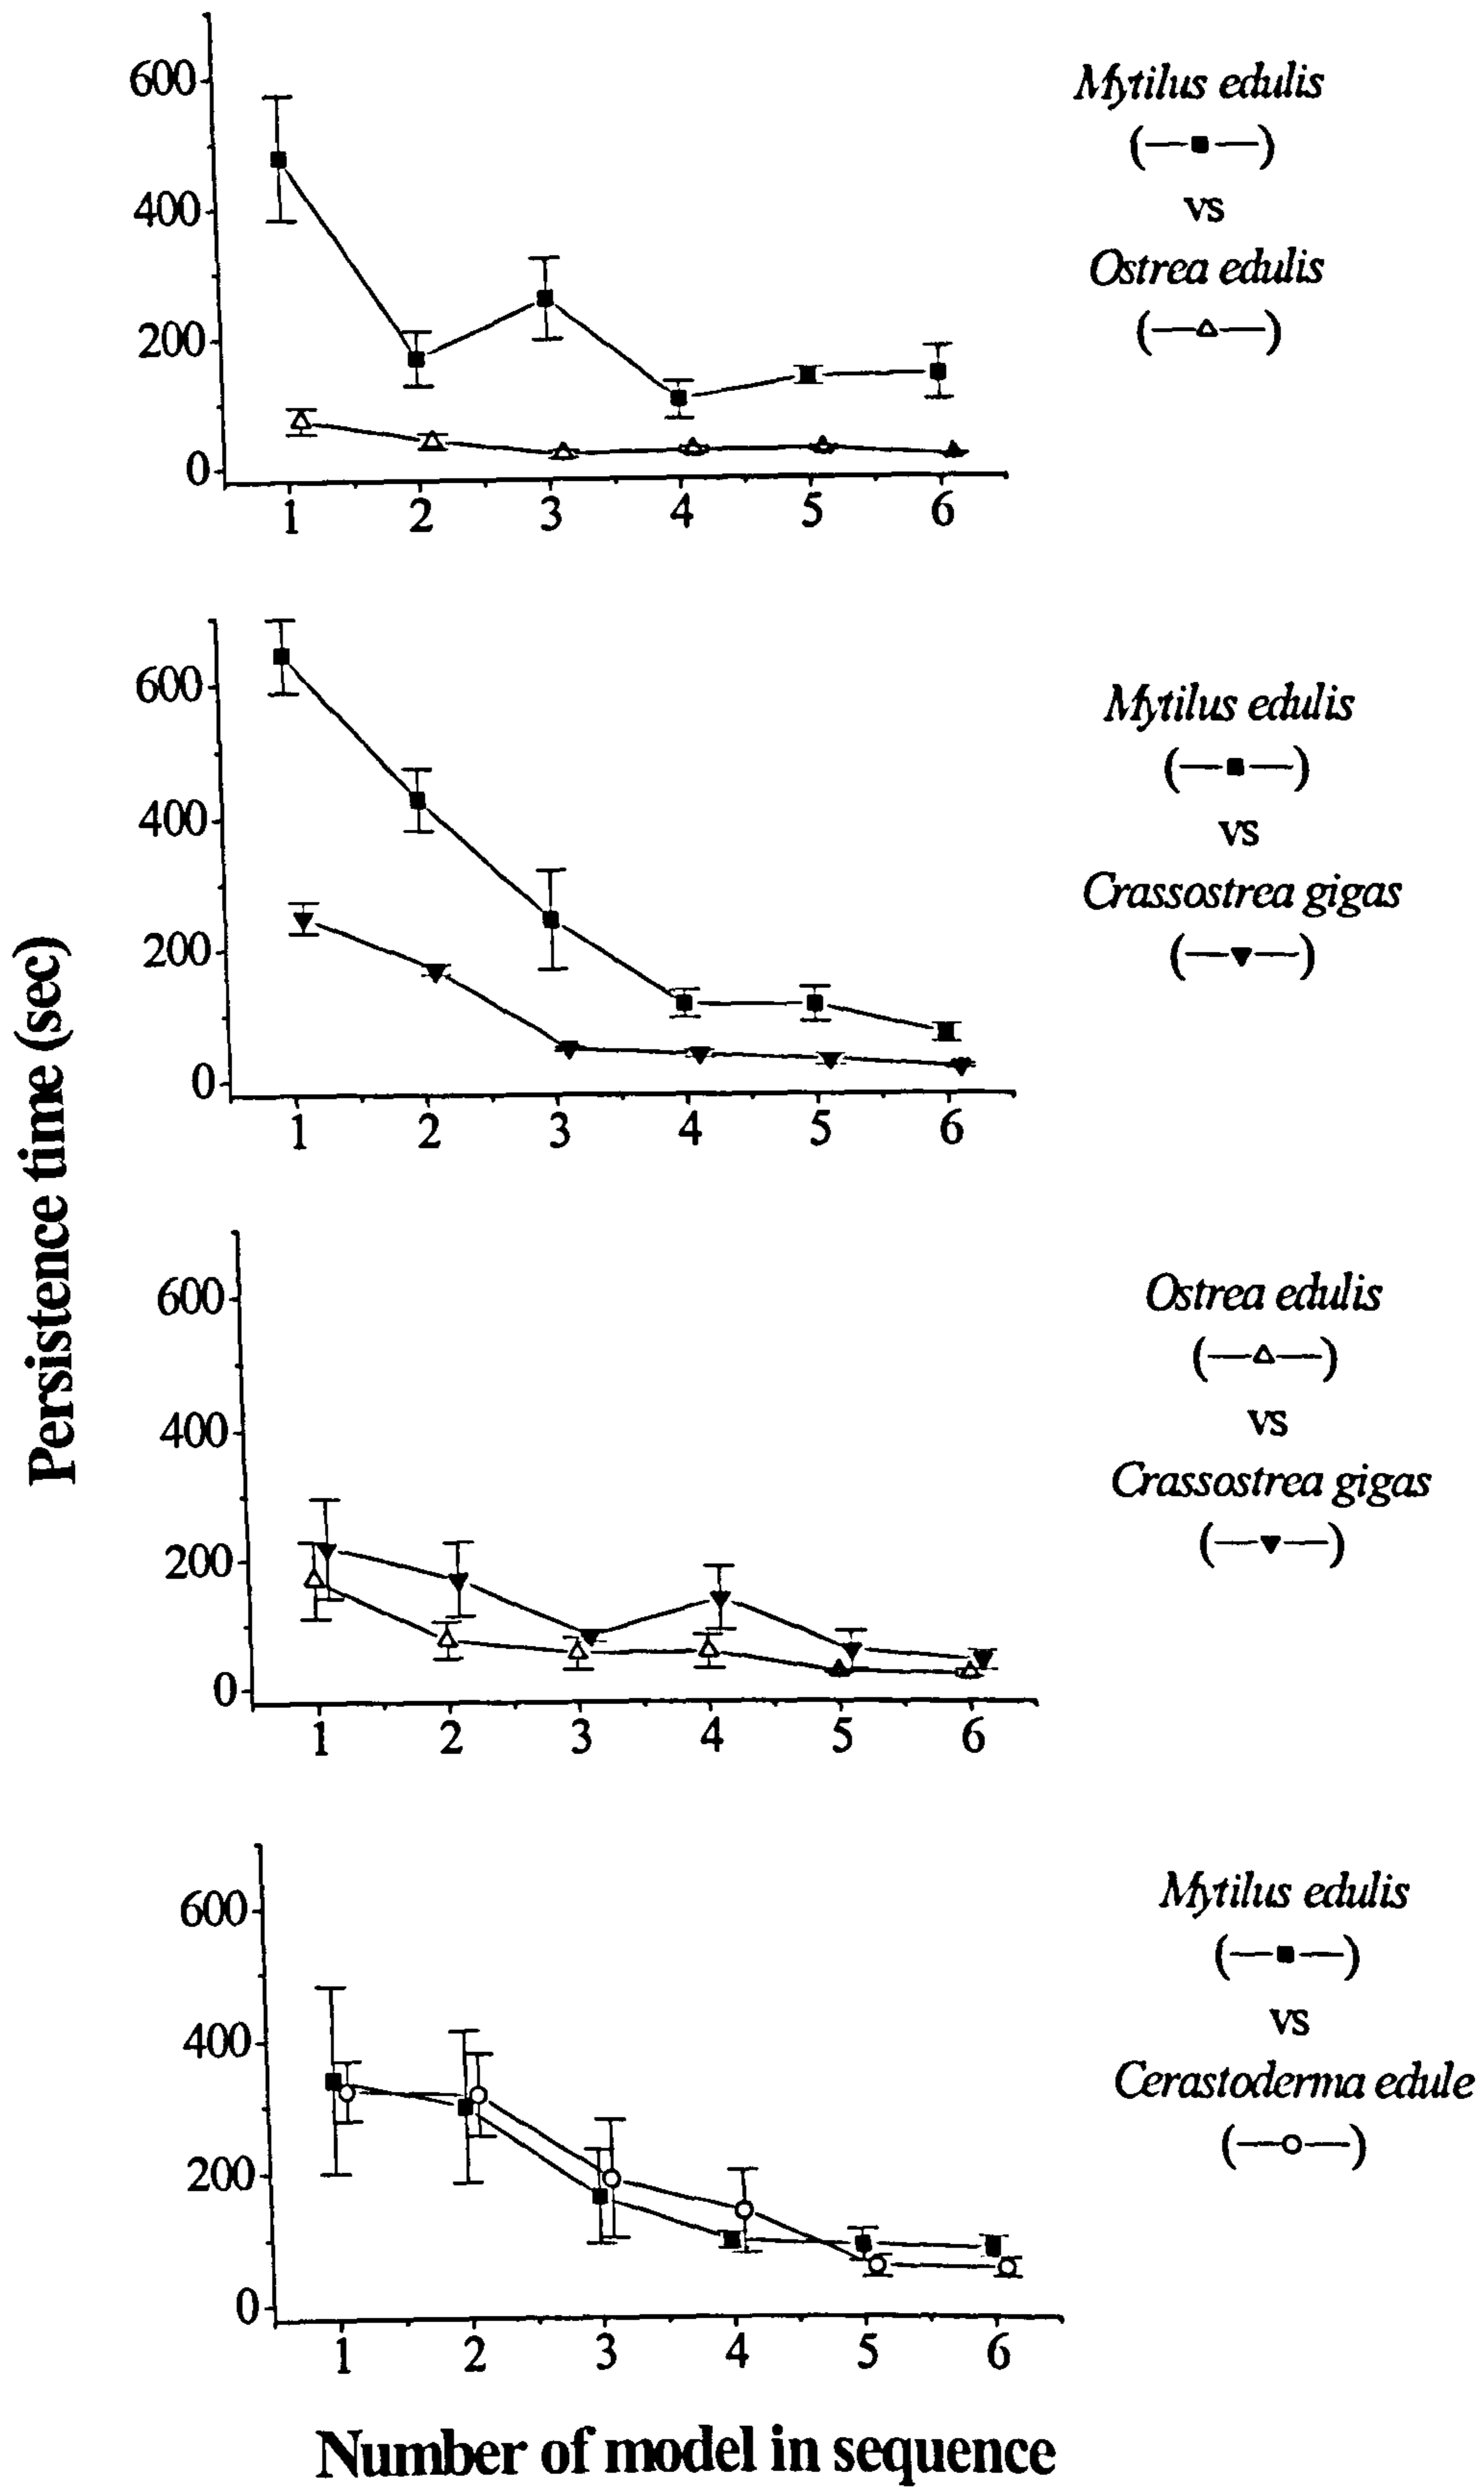 Persistence time (sec)
600
400
200
0
1 2 3 4 5 6
Mytilus edulis
(—■—)
vs
Ostrea edulis
(—△—)
600
400
200
0
1 2 3 4 5 6
Mytilus edulis
(—■—)
vs
Crassostrea gigas
(—▼—)
600
400
200
0
1 2 3 4 5 6
Ostrea edulis
(—△—)
vs
Crassostrea gigas
(—▼—)
600
400
200
0
1 2 3 4 5 6
Mytilus edulis
(—■—)
vs
Cerastoderma edule
(—○—)
Number of model in sequence